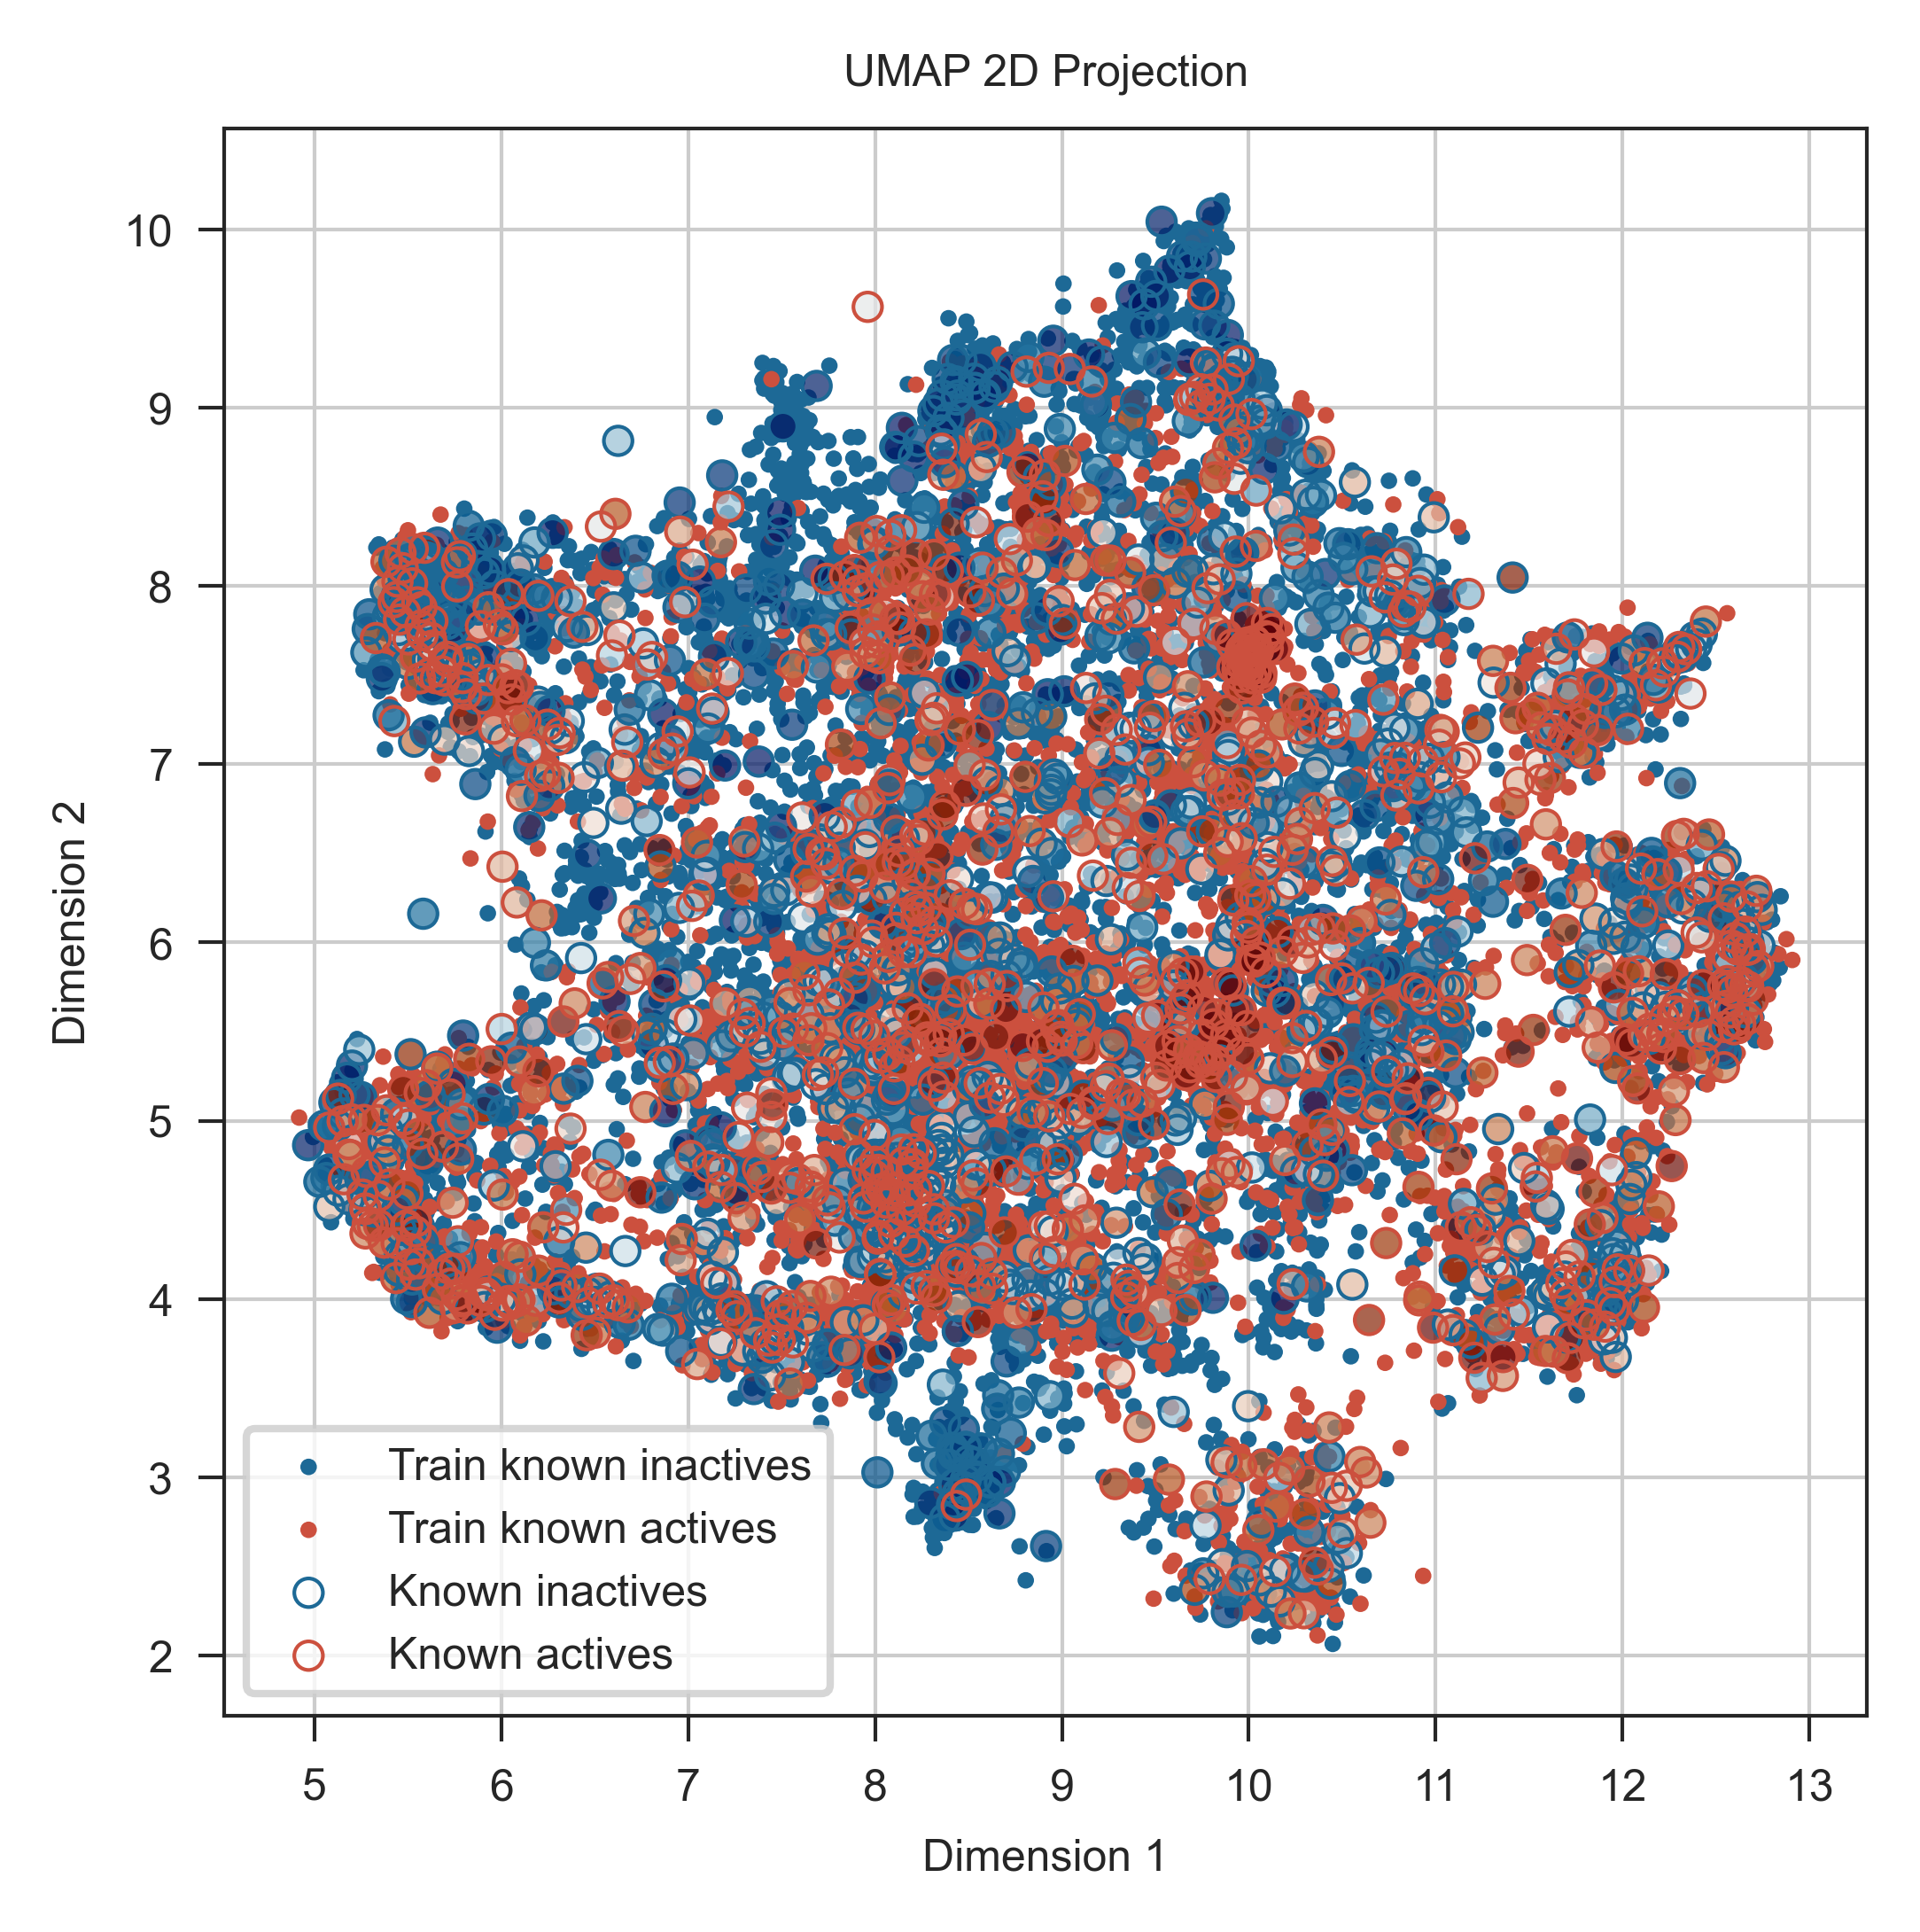 UMAP 2D Projection
10
9
8
7
6
5
4
3
2
Dimension 2
Train known inactives
Train known actives
Known inactives
Known actives
5 6 7 8 9 10 11 12 13
Dimension 1